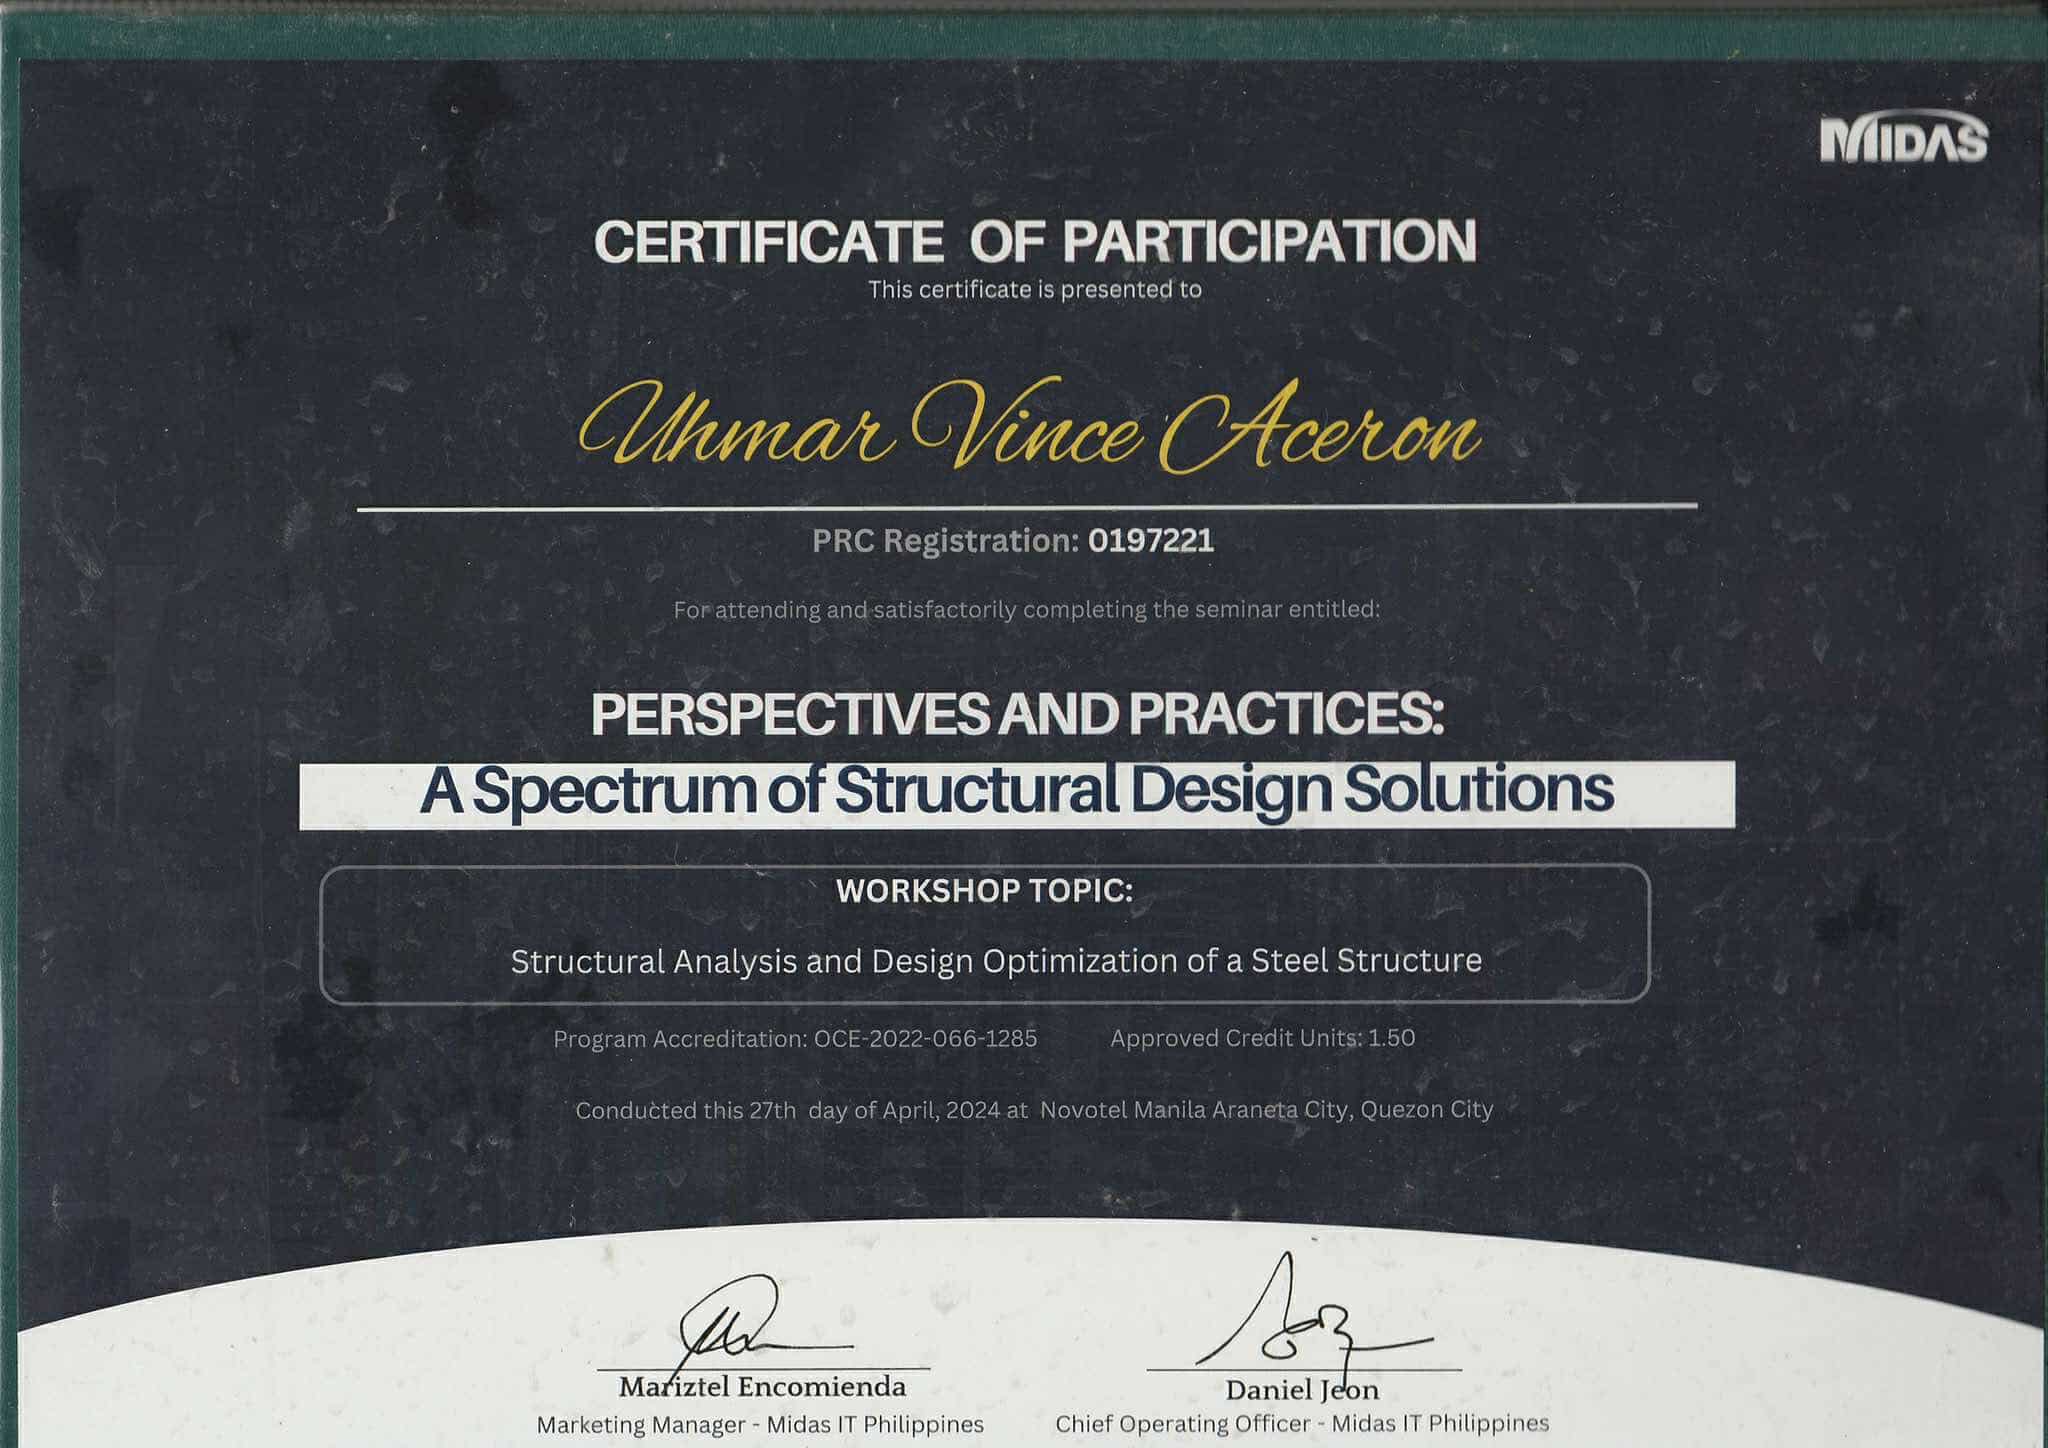 MIDAS
CERTIFICATE OF PARTICIPATION
This certificate is presented to
Uhmar Vince Aceron
PRC Registration: 0197221
For attending and satisfactorily completing the seminar entitled:
PERSPECTIVES AND PRACTICES:
A Spectrum of Structural Design Solutions
WORKSHOP TOPIC:
Structural Analysis and Design Optimization of a Steel Structure
Program Accreditation: OCE-2022-066-1285 Approved Credit Units: 1.50
Conducted this 27th day of April, 2024 at Novotel Manila Araneta City, Quezon City
Mariztel Encomienda
Marketing Manager - Midas IT Philippines
Daniel Jeon
Chief Operating Officer - Midas IT Philippines